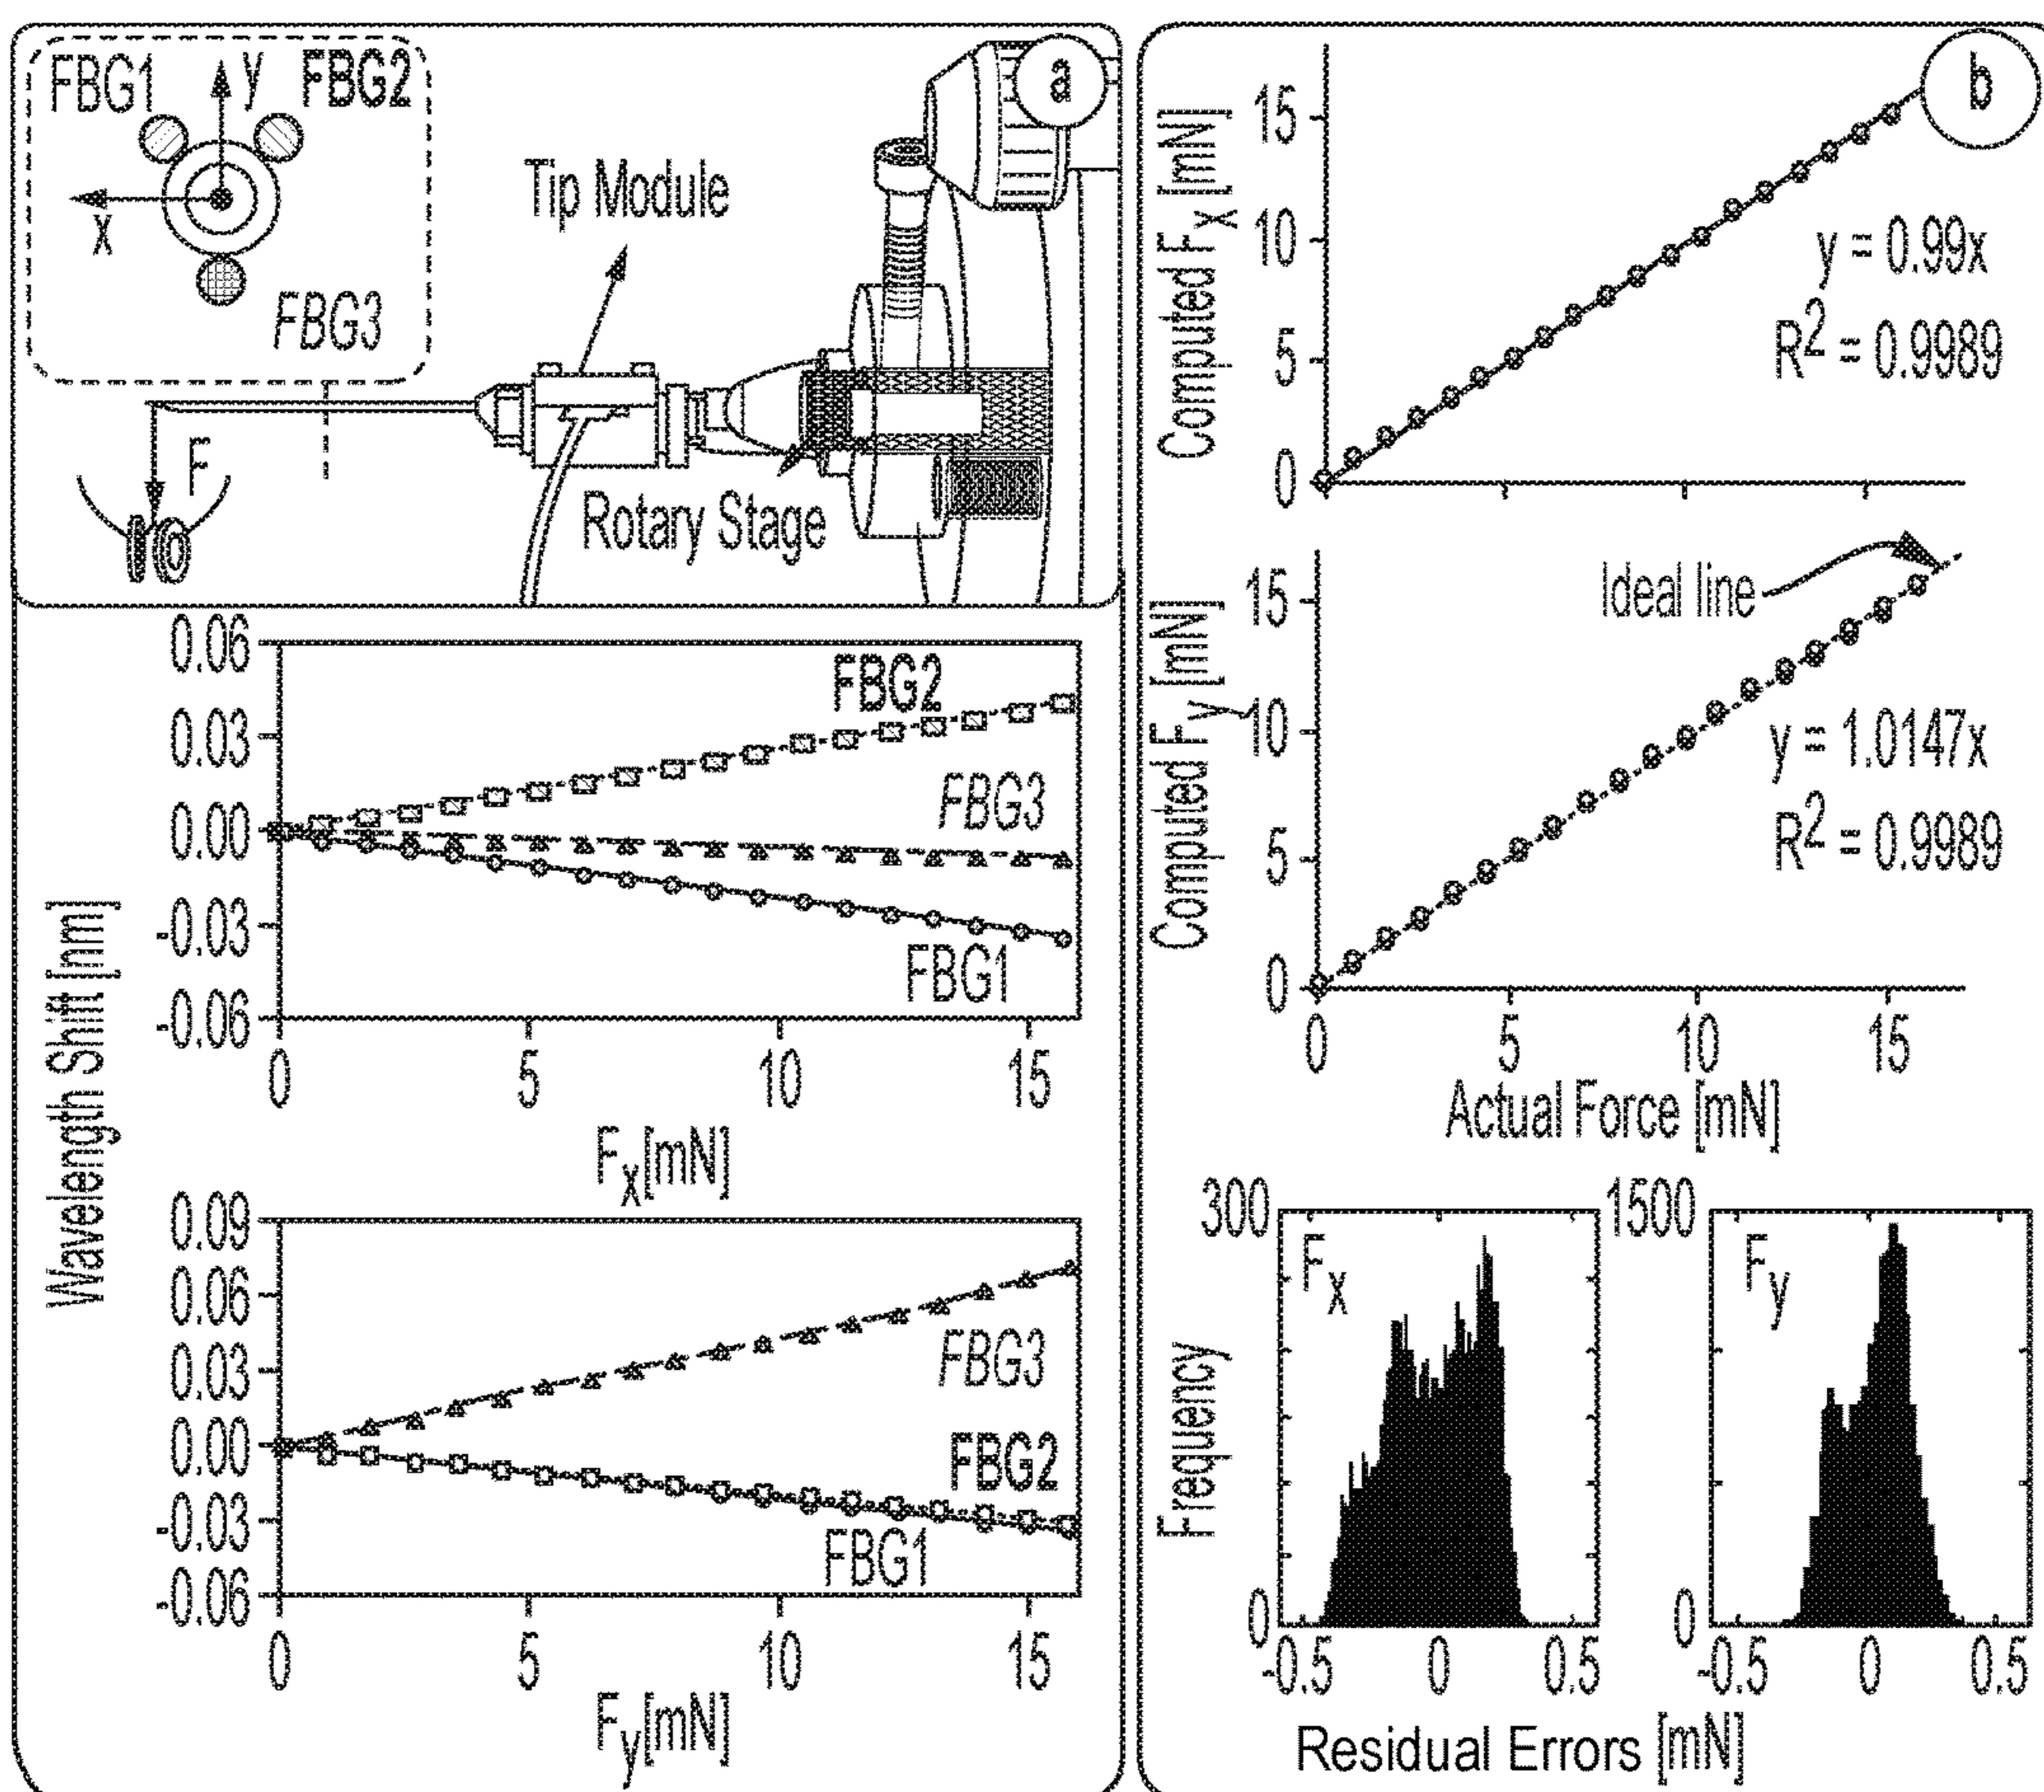 FBG1
y
FBG2
x
FBG3
Tip Module
a
F
Rotary Stage
Wavelength Shift [nm]
0.06
0.03
0.00
-0.03
-0.06
FBG2
FBG3
FBG1
0 5 10 15
Fx[mN]
0.09
0.06
0.03
0.00
-0.03
-0.06
FBG3
FBG2
FBG1
0 5 10 15
Fy[mN]
b
Computed Fx [mN]
15
10
5
0
y = 0.99x
R2 = 0.9989
Computed Fy [mN]
15
10
5
0
Ideal line
y = 1.0147x
R2 = 0.9989
0 5 10 15
Actual Force [mN]
Frequency
300
0
Fx
-0.5 0 0.5
1500
0
Fy
-0.5 0 0.5
Residual Errors [mN]